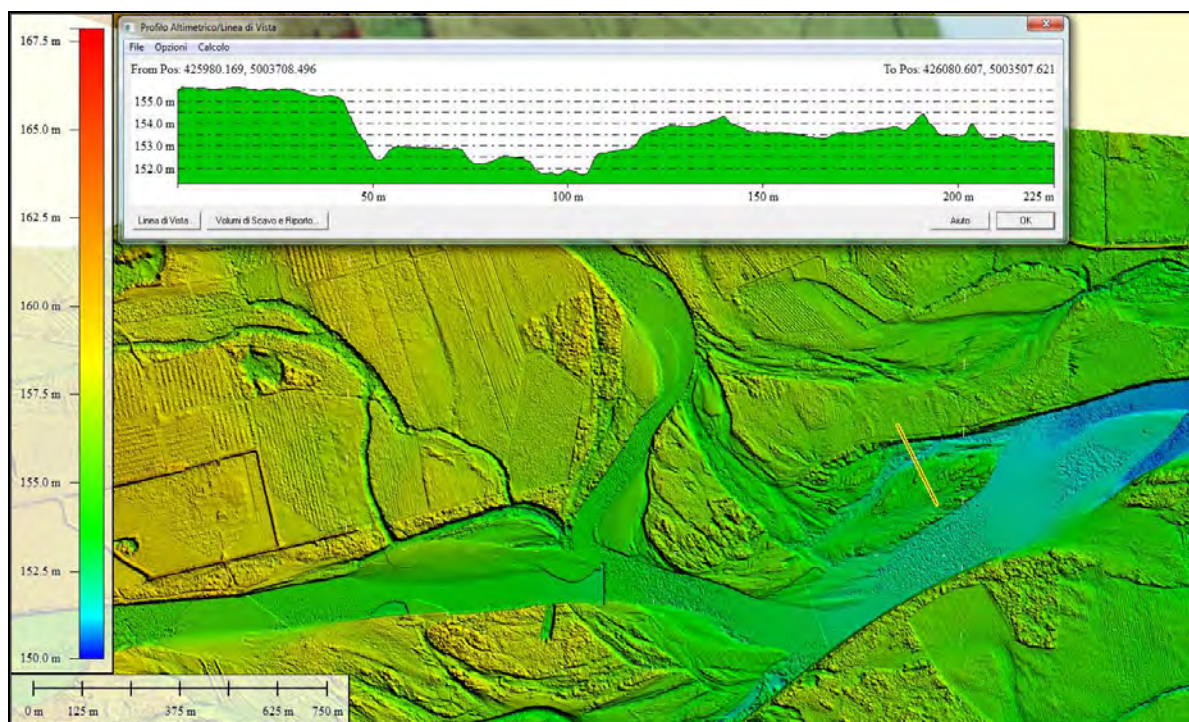 Profilo Altimetrico/Linea di Vista
File Opzioni Calcolo
From Pos: 425980.169, 5003708.496 To Pos: 426080.607, 5003507.621
155.0 m
154.0 m
153.0 m
152.0 m
50 m 100 m 150 m 200 m 225 m
Linea di Vista... Volumi di Scavo e Riporto... Aiuto OK
167.5 m
165.0 m
162.5 m
160.0 m
157.5 m
155.0 m
152.5 m
150.0 m
0 m 125 m 375 m 625 m 750 m